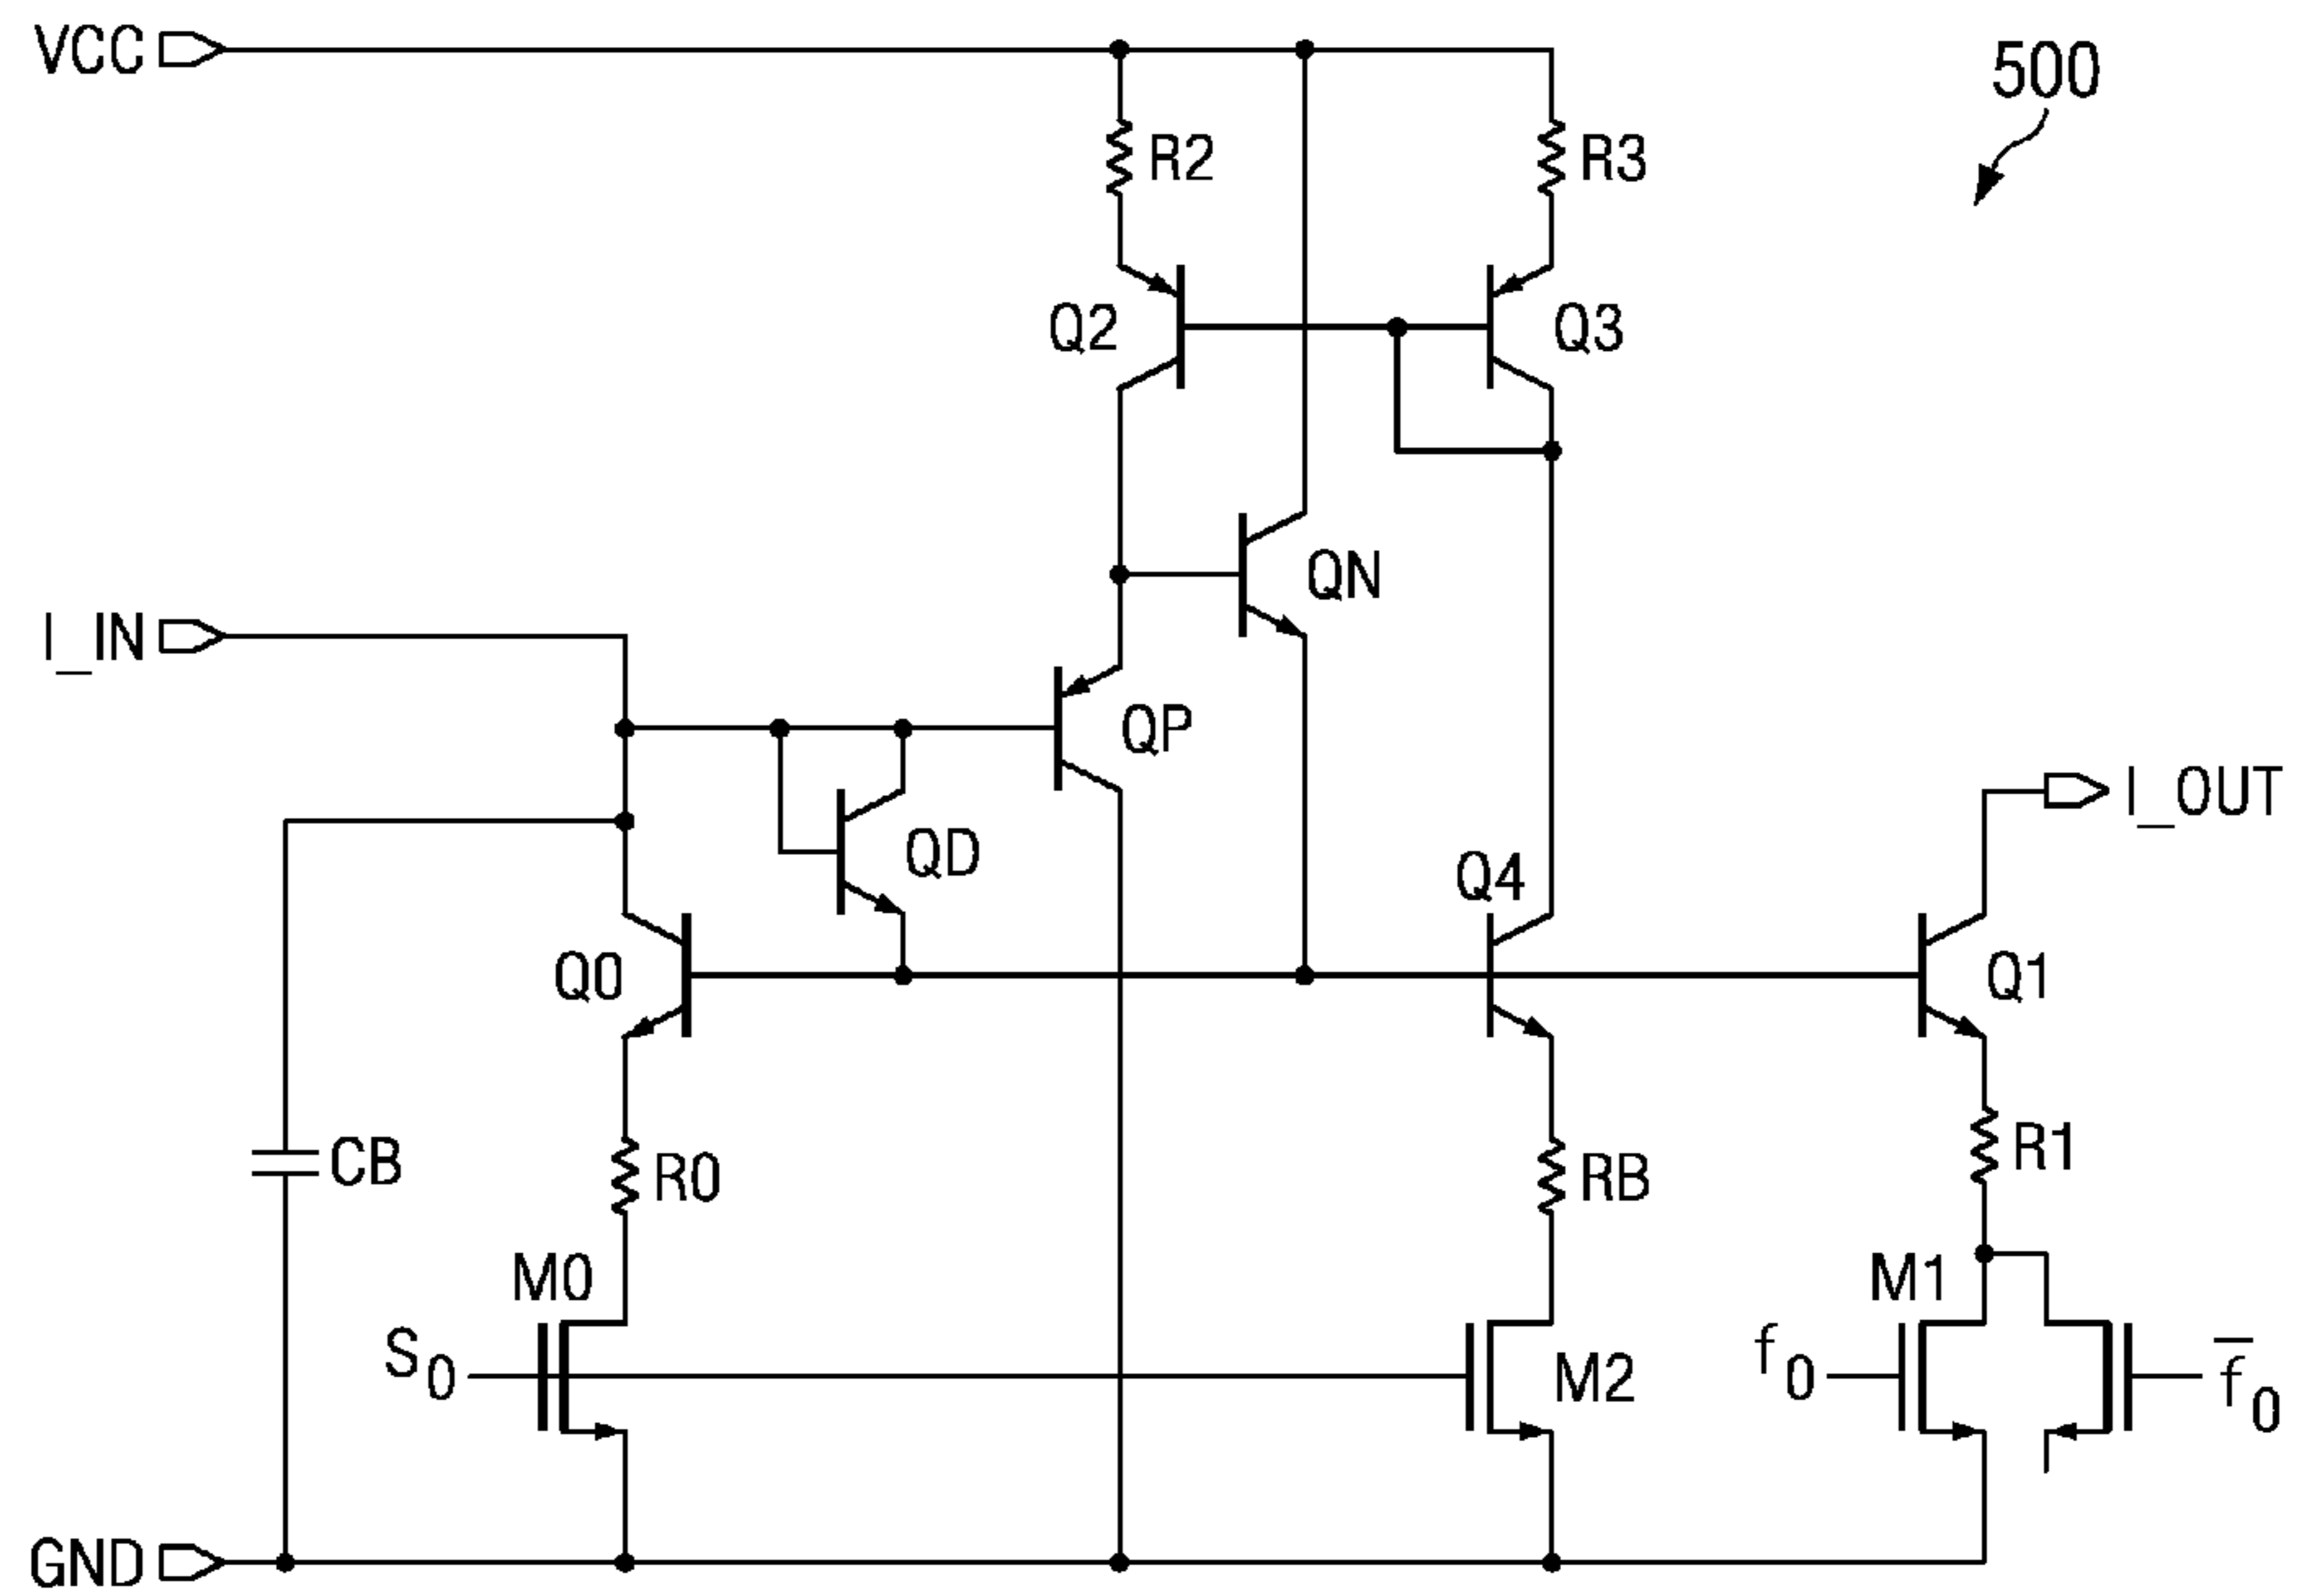 VCC
500
R2
R3
Q2
Q3
QN
I_IN
QP
I_OUT
QD
Q4
Q0
Q1
CB
R0
RB
R1
M0
M1
S0
M2
f0
f̅0
GND